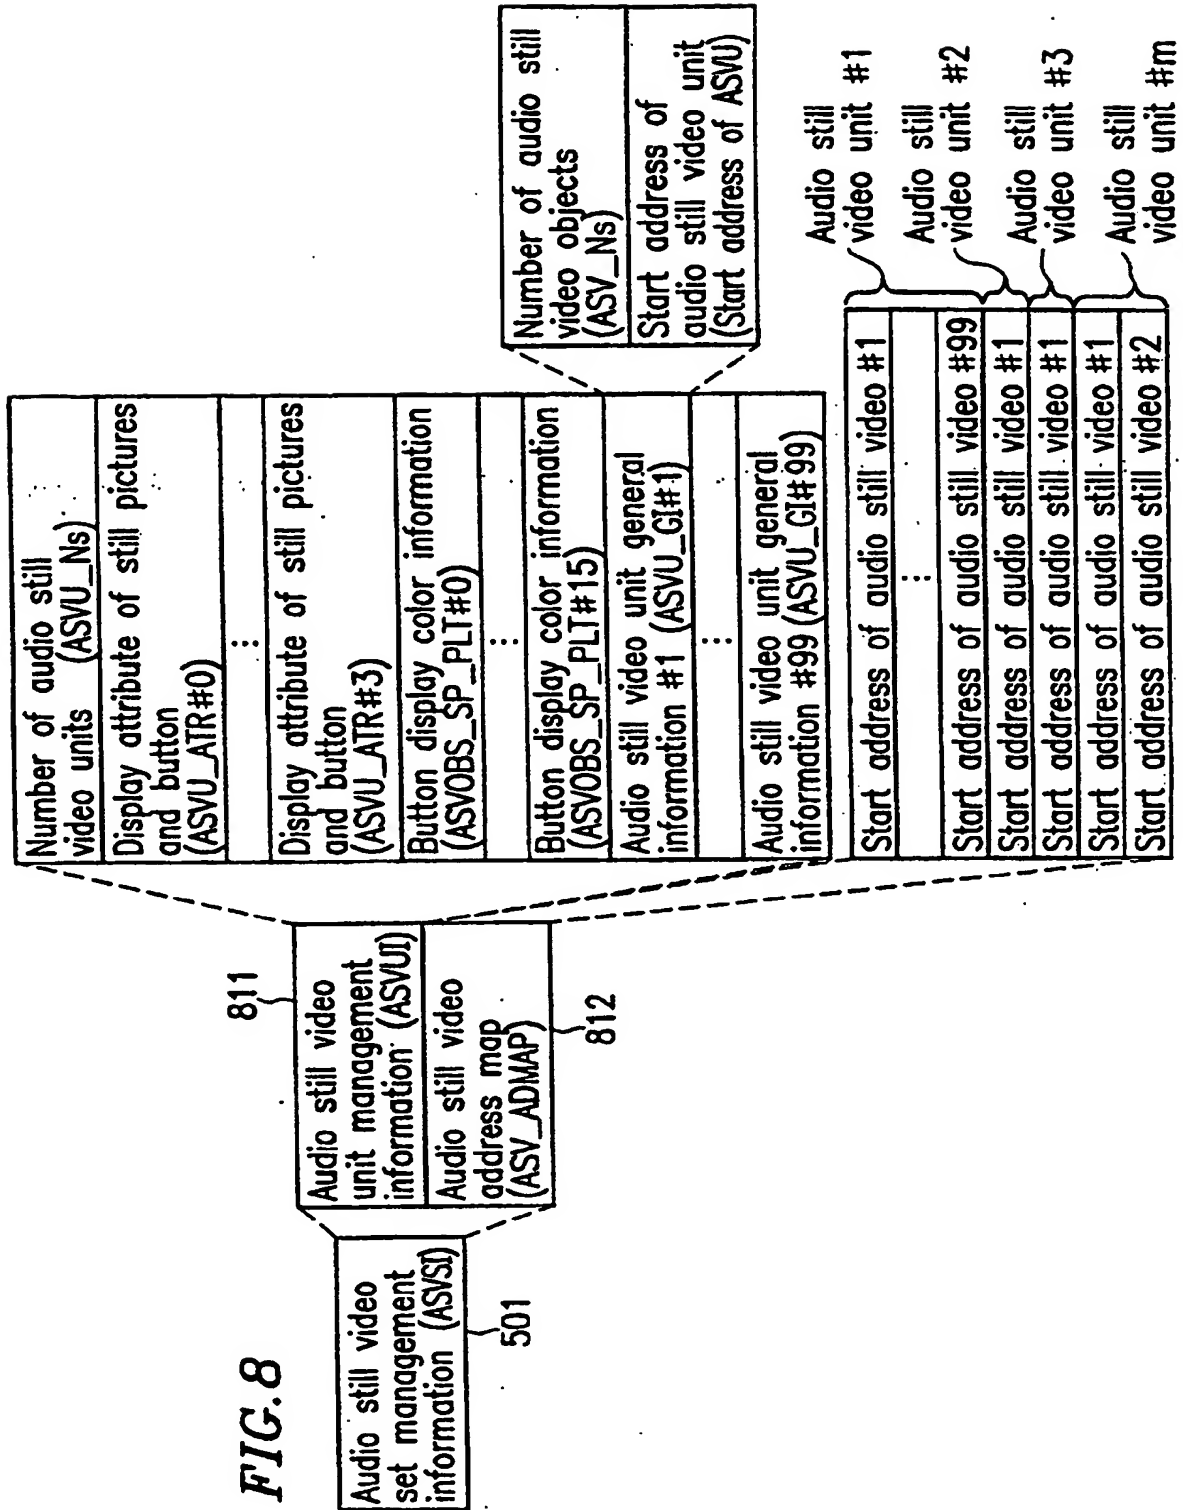 FIG.8
Audio still video
set management
information (ASVSI)
501
811
Audio still video
unit management
information (ASVUI)
Audio still video
address map
(ASV_ADMAP)
812
Number of audio still
video units (ASVU_Ns)
Display attribute of still pictures
and button
(ASVU_ATR#0)
...
Display attribute of still pictures
and button
(ASVU_ATR#3)
Button display color information
(ASVOBS_SP_PLT#0)
...
Button display color information
(ASVOBS_SP_PLT#15)
Audio still video unit general
information #1 (ASVU_GI#1)
...
Audio still video unit general
information #99 (ASVU_GI#99)
Number of audio still
video objects
(ASV_Ns)
Start address of
audio still video unit
(Start address of ASVU)
Start address of audio still video #1
...
Start address of audio still video #99
Start address of audio still video #1
Start address of audio still video #1
Start address of audio still video #1
Start address of audio still video #2
Audio still
video unit #1
Audio still
video unit #2
Audio still
video unit #3
Audio still
video unit #m